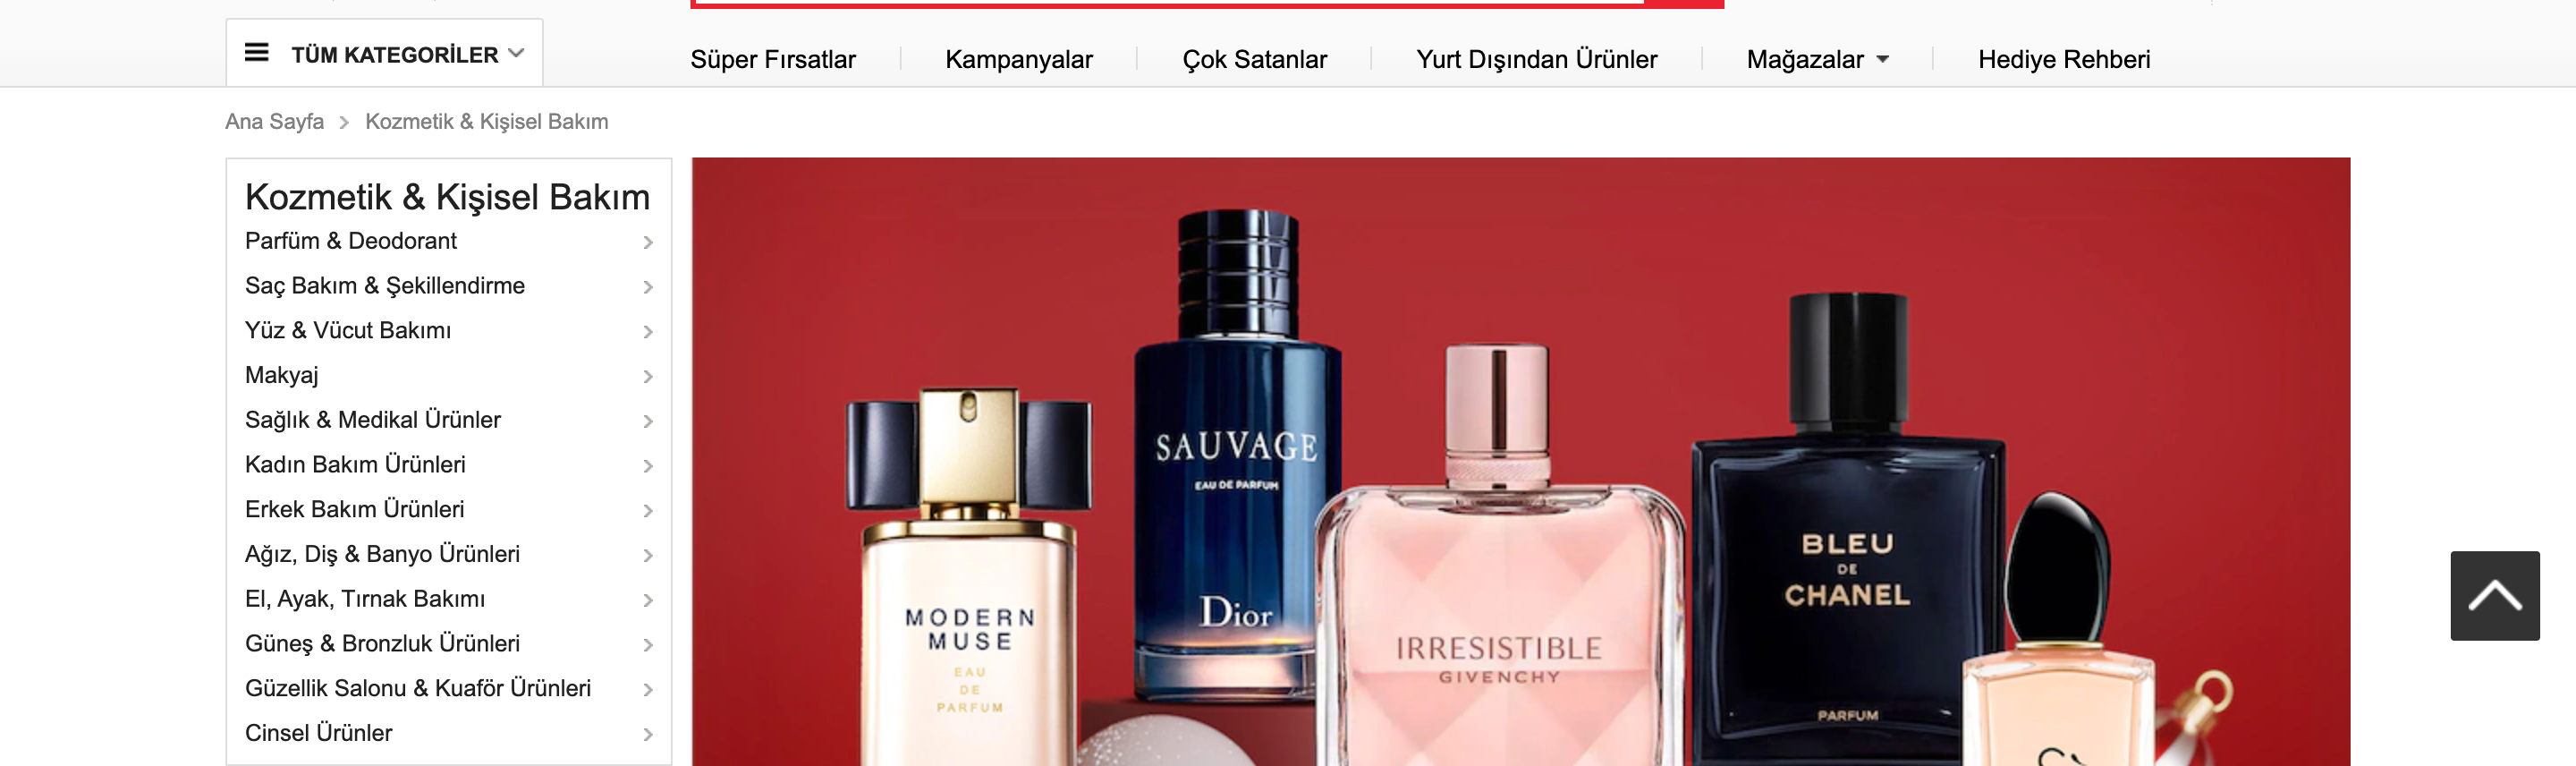 TÜM KATEGORİLER
Süper Fırsatlar
Kampanyalar
Çok Satanlar
Yurt Dışından Ürünler
Mağazalar
Hediye Rehberi
Ana Sayfa
Kozmetik & Kişisel Bakım
Kozmetik & Kişisel Bakım
Parfüm & Deodorant
Saç Bakım & Şekillendirme
Yüz & Vücut Bakımı
Makyaj
Sağlık & Medikal Ürünler
Kadın Bakım Ürünleri
Erkek Bakım Ürünleri
Ağız, Diş & Banyo Ürünleri
El, Ayak, Tırnak Bakımı
Güneş & Bronzluk Ürünleri
Güzellik Salonu & Kuaför Ürünleri
Cinsel Ürünler
MODERN
MUSE
EAU
DE
PARFUM
SAUVAGE
EAU DE PARFUM
Dior
IRRESISTIBLE
GIVENCHY
BLEU
DE
CHANEL
PARFUM